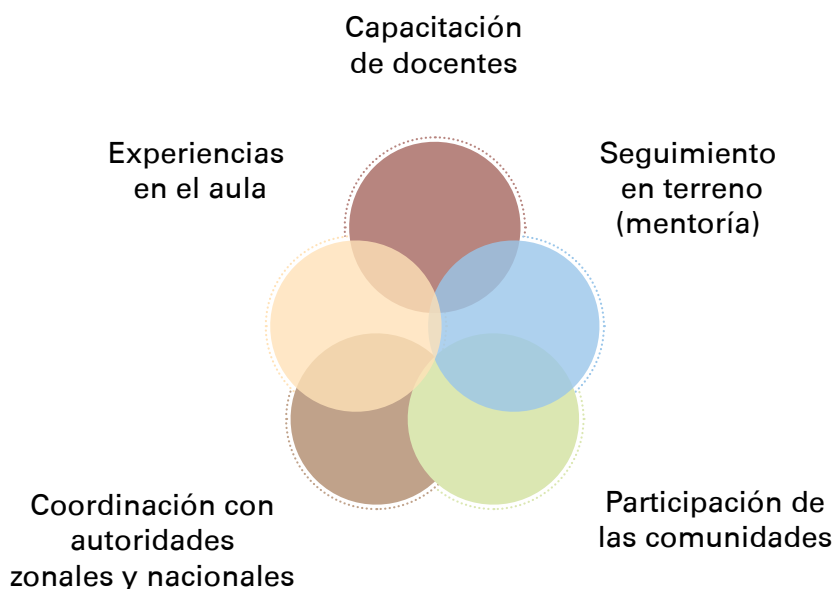 Capacitación
de docentes
Experiencias
en el aula
Seguimiento
en terreno
(mentoría)
Coordinación con
autoridades
zonales y nacionales
Participación de
las comunidades